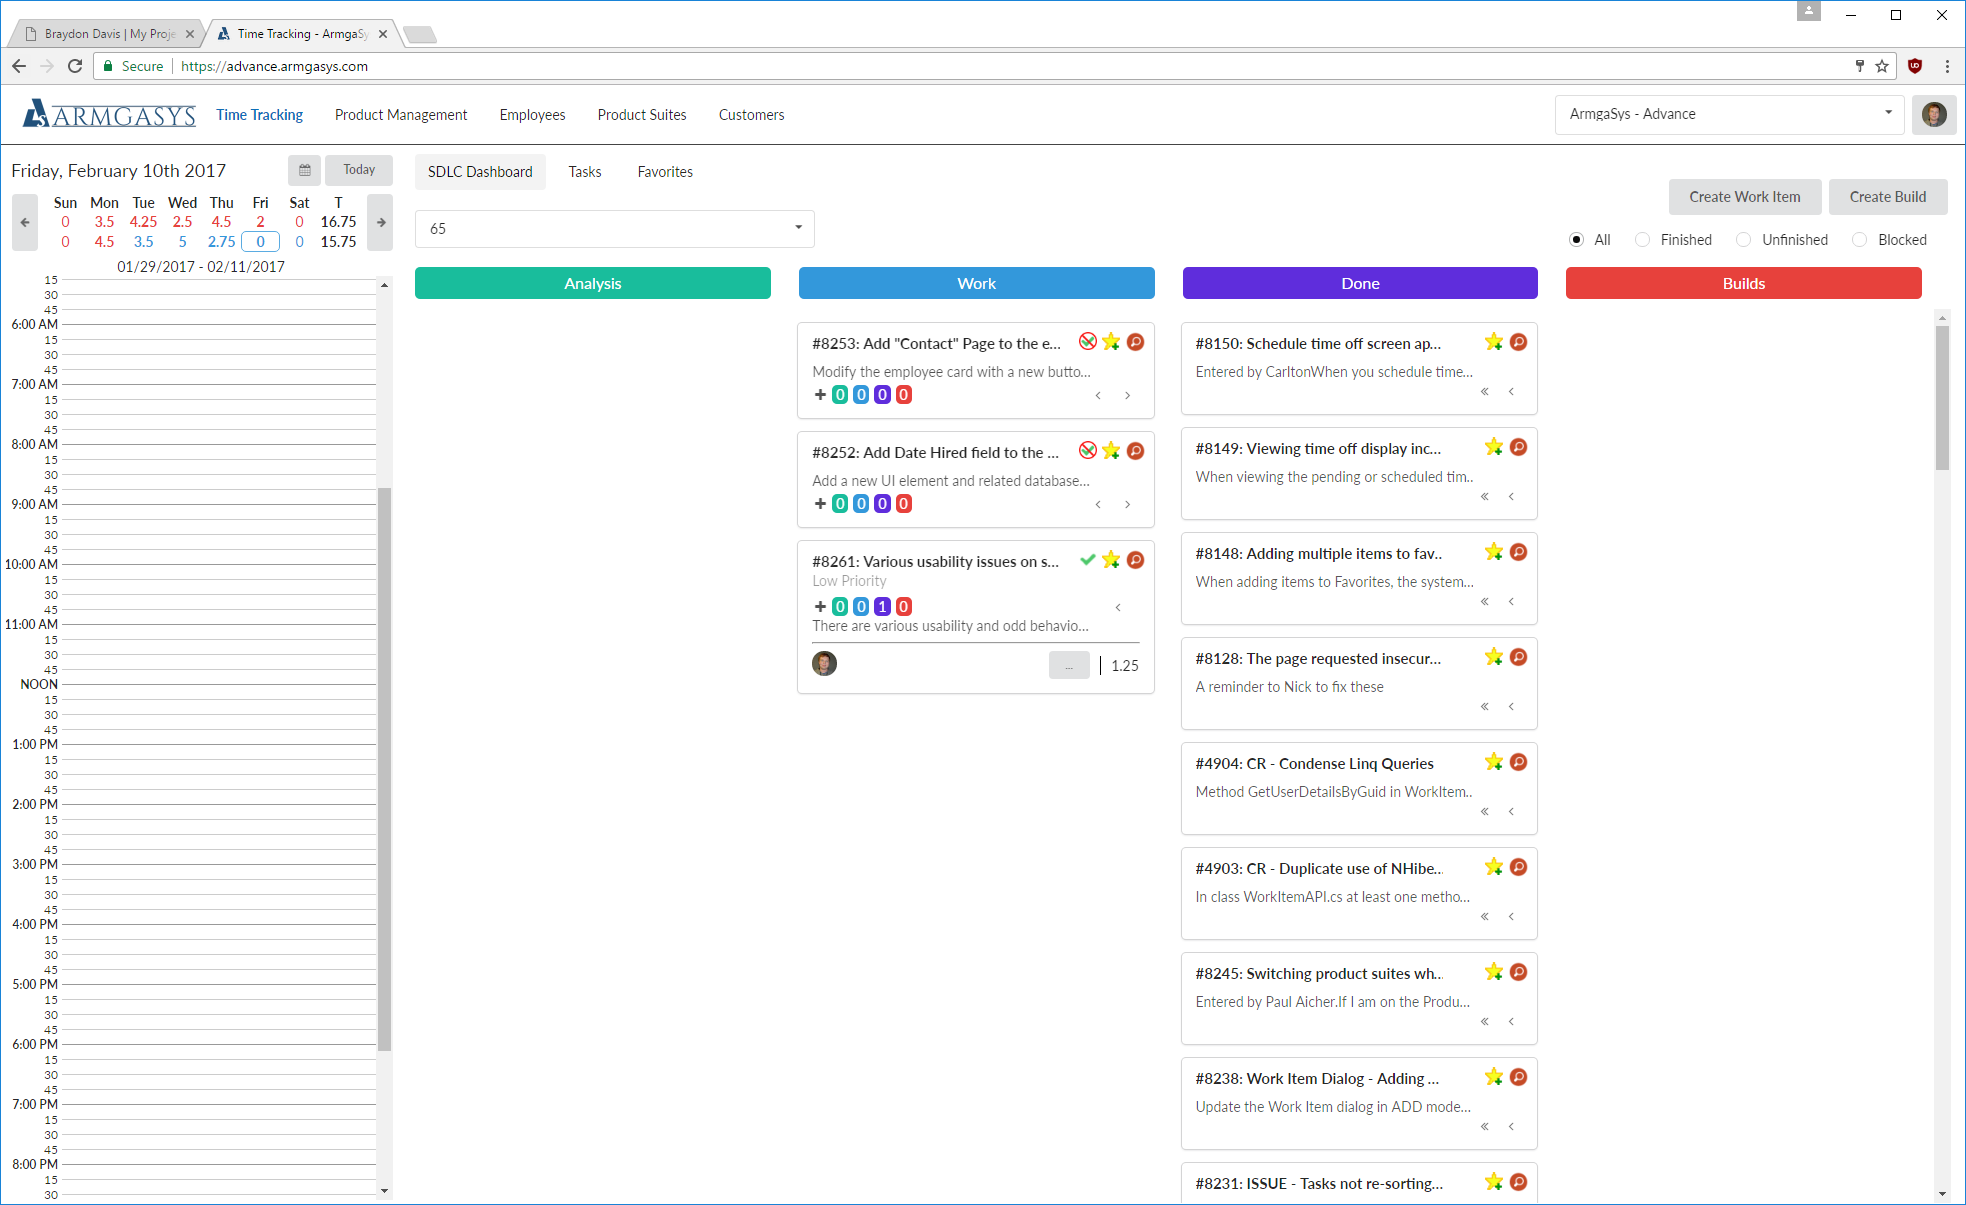 Braydon Davis | My Proje
Time Tracking - ArmgaSy
Secure https://advance.armgasys.com
ARMGASYS Time Tracking Product Management Employees Product Suites Customers ArmgaSys - Advance
Friday, February 10th 2017 Today
Sun Mon Tue Wed Thu Fri Sat T
0 3.5 4.25 2.5 4.5 2 0 16.75
0 4.5 3.5 5 2.75 0 0 15.75
01/29/2017 - 02/11/2017
15
30
45
6:00 AM
15
30
45
7:00 AM
15
30
45
8:00 AM
15
30
45
9:00 AM
15
30
45
10:00 AM
15
30
45
11:00 AM
15
30
45
NOON
15
30
45
1:00 PM
15
30
45
2:00 PM
15
30
45
3:00 PM
15
30
45
4:00 PM
15
30
45
5:00 PM
15
30
45
6:00 PM
15
30
45
7:00 PM
15
30
45
8:00 PM
15
30
SDLC Dashboard Tasks Favorites
Create Work Item Create Build
65
All Finished Unfinished Blocked
Analysis Work Done Builds
#8253: Add "Contact" Page to the e...
Modify the employee card with a new butto...
+ 0 0 0 0
#8252: Add Date Hired field to the ...
Add a new UI element and related database...
+ 0 0 0 0
#8261: Various usability issues on s...
Low Priority
+ 0 0 1 0
There are various usability and odd behavio...
... | 1.25
#8150: Schedule time off screen ap...
Entered by CarltonWhen you schedule time...
#8149: Viewing time off display inc...
When viewing the pending or scheduled tim..
#8148: Adding multiple items to fav..
When adding items to Favorites, the system...
#8128: The page requested insecur...
A reminder to Nick to fix these
#4904: CR - Condense Linq Queries
Method GetUserDetailsByGuid in WorkItem..
#4903: CR - Duplicate use of NHibe...
In class WorkItemAPI.cs at least one metho...
#8245: Switching product suites wh...
Entered by Paul Aicher.If I am on the Produ...
#8238: Work Item Dialog - Adding ...
Update the Work Item dialog in ADD mode...
#8231: ISSUE - Tasks not re-sorting...